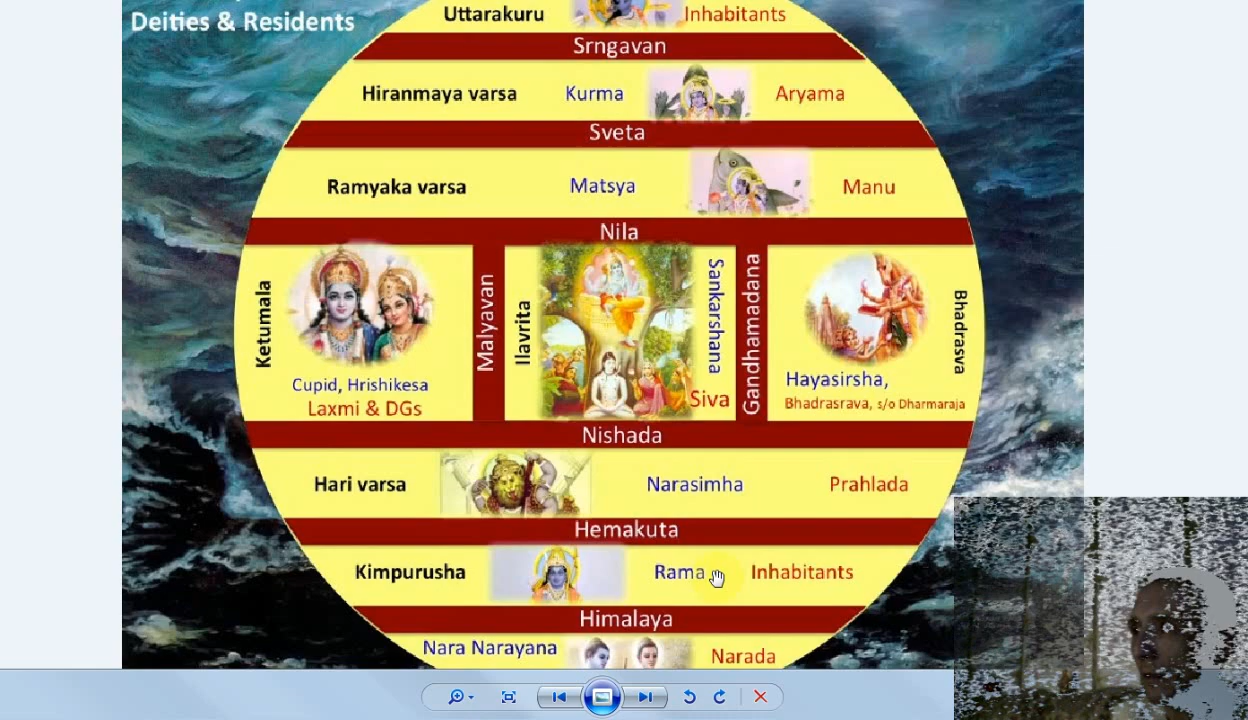 Deities & Residents
Uttarakuru Inhabitants
Srngavan
Hiranmaya varsa Kurma Aryama
Sveta
Ramyaka varsa Matsya Manu
Nila
Ketumala
Cupid, Hrishikesa
Laxmi & DGs
Malyavan
Ilavrita
Sankarshana
Siva
Gandhamadana
Hayasirsha,
Bhadrasrava, s/o Dharmaraja
Bhadrasva
Nishada
Hari varsa Narasimha Prahlada
Hemakuta
Kimpurusha Rama Inhabitants
Himalaya
Nara Narayana Narada